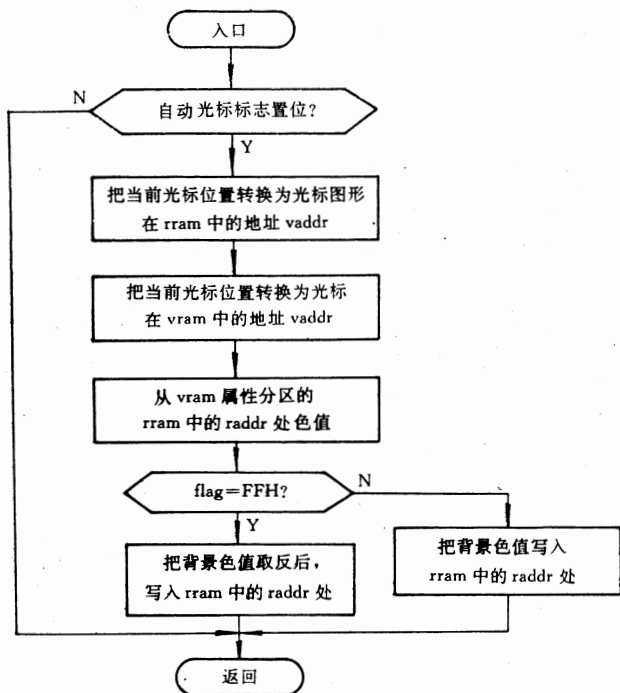 入口
N
自动光标标志置位?
Y
把当前光标位置转换为光标图形
在 rram 中的地址 vaddr
把当前光标位置转换为光标
在 vram 中的地址 vaddr
从 vram 属性分区的
rram 中的 raddr 处色值
flag=FFH?
N
Y
把背景色值取反后,
写入 rram 中的 raddr 处
把背景色值写入
rram 中的 raddr 处
返回